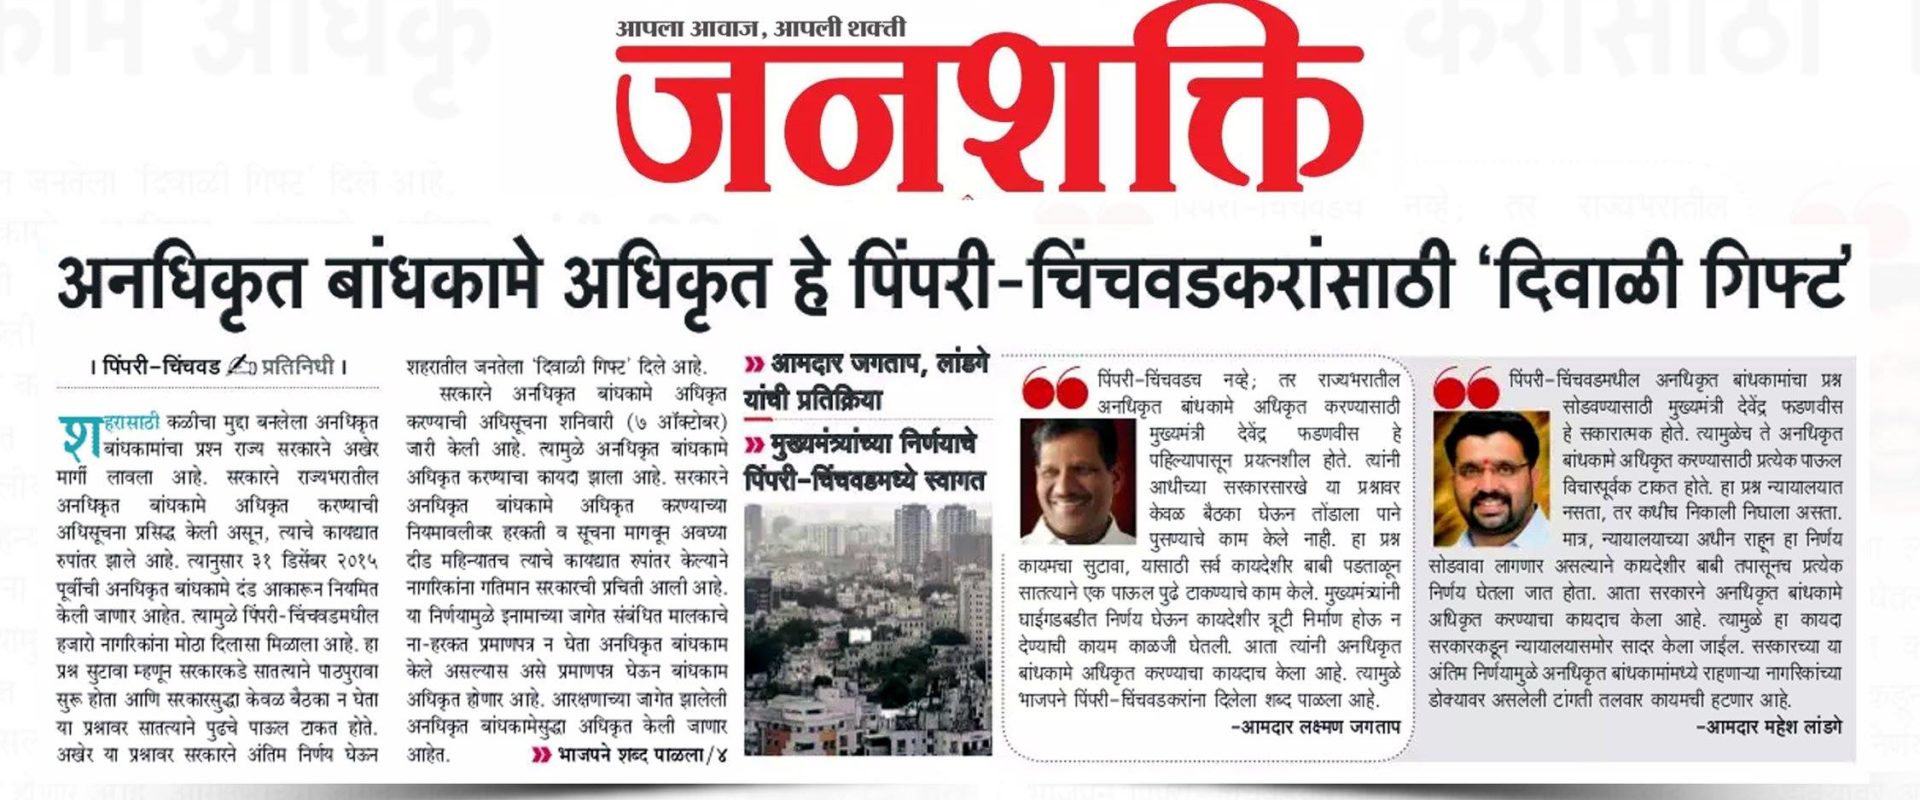 आपला आवाज, आपली शक्ती
जनशक्ति
अनधिकृत बांधकामे अधिकृत हे पिंपरी-चिंचवडकरांसाठी ‘दिवाळी गिफ्ट’
। पिंपरी-चिंचवड ✍ प्रतिनिधी ।
शहरासाठी कळीचा मुद्दा बनलेला अनधिकृत
बांधकामांचा प्रश्न राज्य सरकारने अखेर
मार्गी लावला आहे. सरकारने राज्यभरातील
अनधिकृत बांधकामे अधिकृत करण्याची
अधिसूचना प्रसिद्ध केली असून, त्याचे कायद्यात
रुपांतर झाले आहे. त्यानुसार ३१ डिसेंबर २०१५
पूर्वीची अनधिकृत बांधकामे दंड आकारून नियमित
केली जाणार आहेत. त्यामुळे पिंपरी-चिंचवडमधील
हजारो नागरिकांना मोठा दिलासा मिळाला आहे. हा
प्रश्न सुटावा म्हणून सरकारकडे सातत्याने पाठपुरावा
सुरू होता आणि सरकारसुद्धा केवळ बैठका न घेता
या प्रश्नावर सातत्याने पुढचे पाऊल टाकत होते.
अखेर या प्रश्नावर सरकारने अंतिम निर्णय घेऊन
शहरातील जनतेला ‘दिवाळी गिफ्ट’ दिले आहे.
सरकारने अनधिकृत बांधकामे अधिकृत
करण्याची अधिसूचना शनिवारी (७ ऑक्टोबर)
जारी केली आहे. त्यामुळे अनधिकृत बांधकामे
अधिकृत करण्याचा कायदा झाला आहे. सरकारने
अनधिकृत बांधकामे अधिकृत करण्याच्या
नियमावलीवर हरकती व सूचना मागवून अवघ्या
दीड महिन्यातच त्याचे कायद्यात रुपांतर केल्याने
नागरिकांना गतिमान सरकारची प्रचिती आली आहे.
या निर्णयामुळे इनामाच्या जागेत संबंधित मालकाचे
ना-हरकत प्रमाणपत्र न घेता अनधिकृत बांधकाम
केले असल्यास असे प्रमाणपत्र घेऊन बांधकाम
अधिकृत होणार आहे. आरक्षणाच्या जागेत झालेली
अनधिकृत बांधकामेसुद्धा अधिकृत केली जाणार
आहेत. » भाजपने शब्द पाळला/४
» आमदार जगताप, लांडगे
यांची प्रतिक्रिया
» मुख्यमंत्र्यांच्या निर्णयाचे
पिंपरी-चिंचवडमध्ये स्वागत
पिंपरी-चिंचवडच नव्हे; तर राज्यभरातील
अनधिकृत बांधकामे अधिकृत करण्यासाठी
मुख्यमंत्री देवेंद्र फडणवीस हे
पहिल्यापासून प्रयत्नशील होते. त्यांनी
आधीच्या सरकारसारखे या प्रश्नावर
केवळ बैठका घेऊन तोंडाला पाने
पुसण्याचे काम केले नाही. हा प्रश्न
कायमचा सुटावा, यासाठी सर्व कायदेशीर बाबी पडताळून
सातत्याने एक पाऊल पुढे टाकण्याचे काम केले. मुख्यमंत्र्यांनी
घाईगडबडीत निर्णय घेऊन कायदेशीर त्रूटी निर्माण होऊ न
देण्याची कायम काळजी घेतली. आता त्यांनी अनधिकृत
बांधकामे अधिकृत करण्याचा कायदाच केला आहे. त्यामुळे
भाजपने पिंपरी-चिंचवडकरांना दिलेला शब्द पाळला आहे.
-आमदार लक्ष्मण जगताप
पिंपरी-चिंचवडमधील अनधिकृत बांधकामांचा प्रश्न
सोडवण्यासाठी मुख्यमंत्री देवेंद्र फडणवीस
हे सकारात्मक होते. त्यामुळेच ते अनधिकृत
बांधकामे अधिकृत करण्यासाठी प्रत्येक पाऊल
विचारपूर्वक टाकत होते. हा प्रश्न न्यायालयात
नसता, तर कधीच निकाली निघाला असता.
मात्र, न्यायालयाच्या अधीन राहून हा निर्णय
सोडवावा लागणार असल्याने कायदेशीर बाबी तपासूनच प्रत्येक
निर्णय घेतला जात होता. आता सरकारने अनधिकृत बांधकामे
अधिकृत करण्याचा कायदाच केला आहे. त्यामुळे हा कायदा
सरकारकडून न्यायालयासमोर सादर केला जाईल. सरकारच्या या
अंतिम निर्णयामुळे अनधिकृत बांधकामांमध्ये राहणाऱ्या नागरिकांच्या
डोक्यावर असलेली टांगती तलवार कायमची हटणार आहे.
-आमदार महेश लांडगे